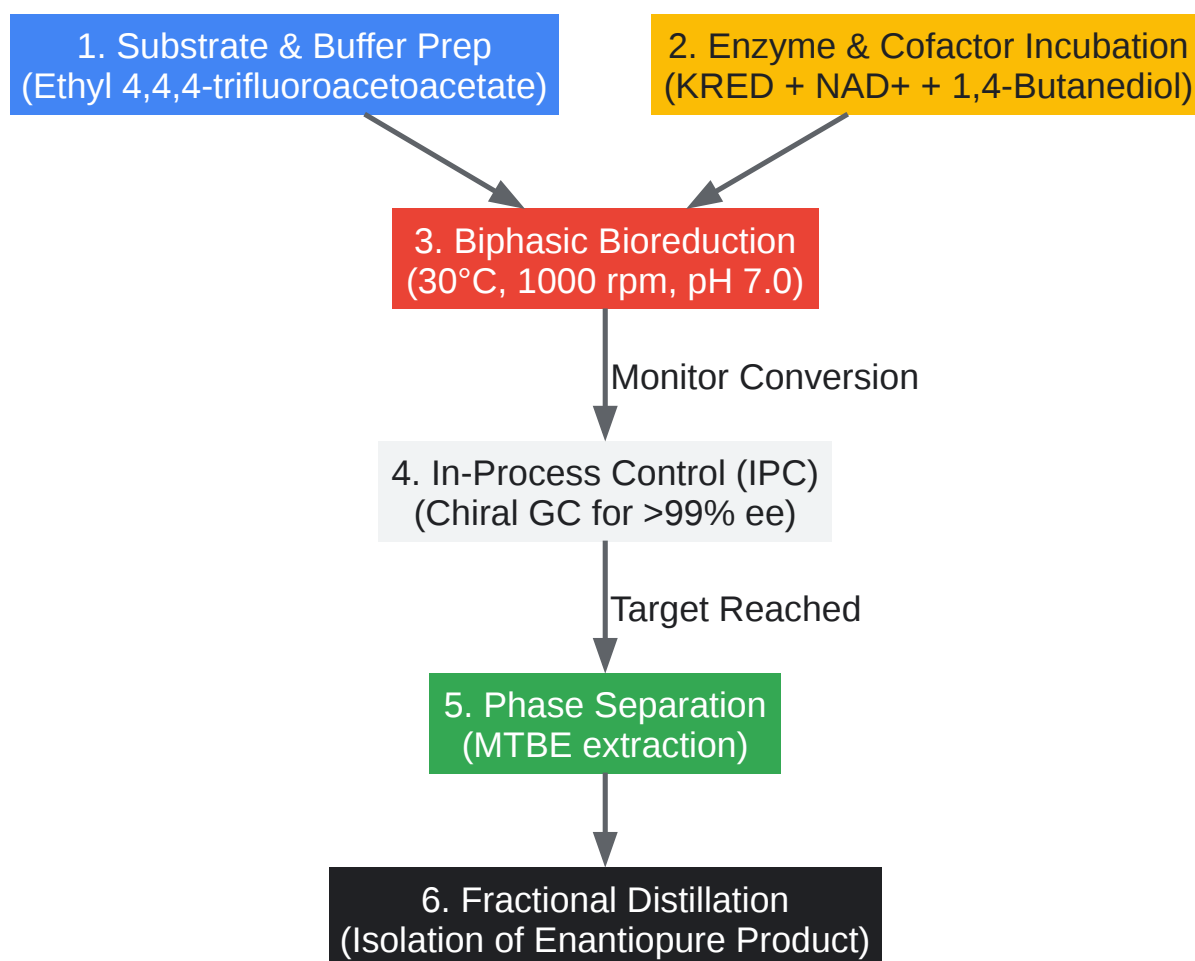 1. Substrate & Buffer Prep
(Ethyl 4,4,4-trifluoroacetoacetate)
2. Enzyme & Cofactor Incubation
(KRED + NAD+ + 1,4-Butanediol)
3. Biphasic Bioreduction
(30°C, 1000 rpm, pH 7.0)
Monitor Conversion
4. In-Process Control (IPC)
(Chiral GC for >99% ee)
Target Reached
5. Phase Separation
(MTBE extraction)
6. Fractional Distillation
(Isolation of Enantiopure Product)